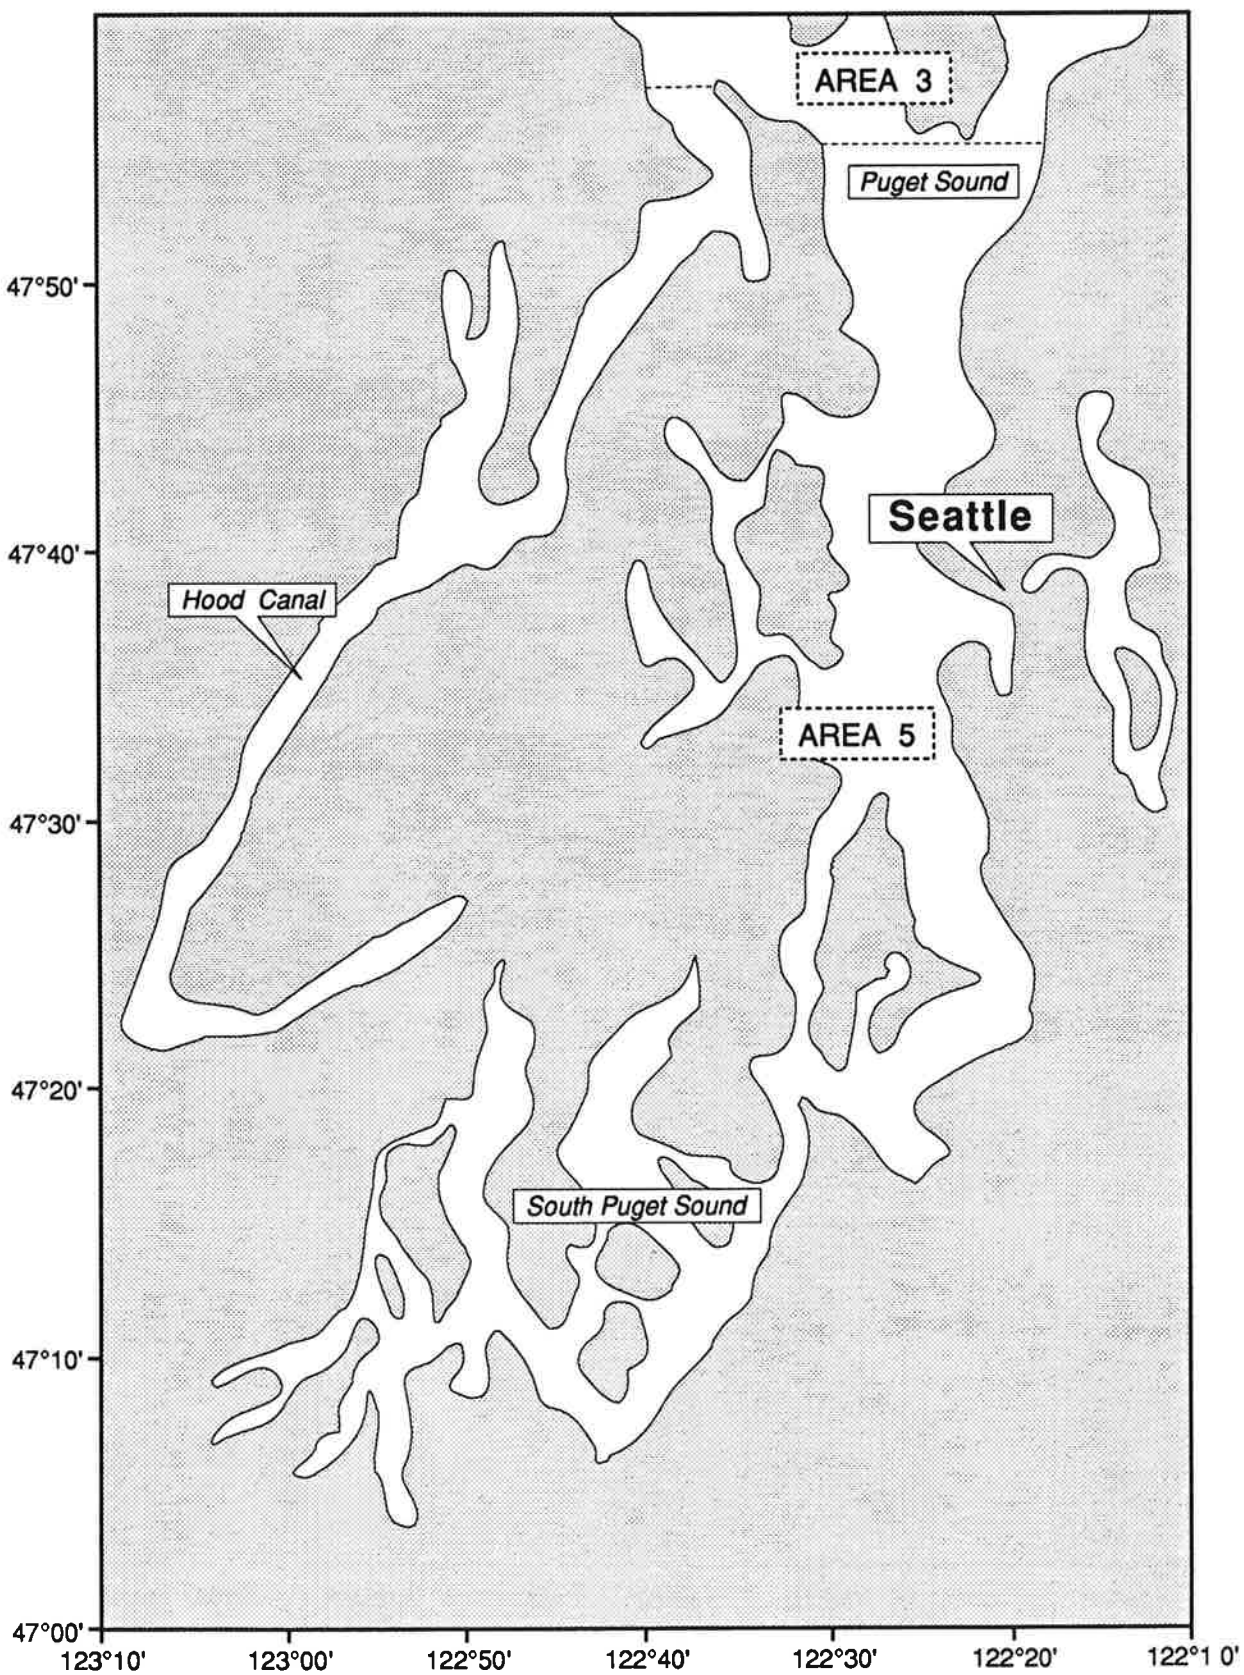 AREA 3
Puget Sound
47°50'
Seattle
47°40'
Hood Canal
AREA 5
47°30'
47°20'
South Puget Sound
47°10'
47°00'
123°10' 123°00' 122°50' 122°40' 122°30' 122°20' 122°1 0'